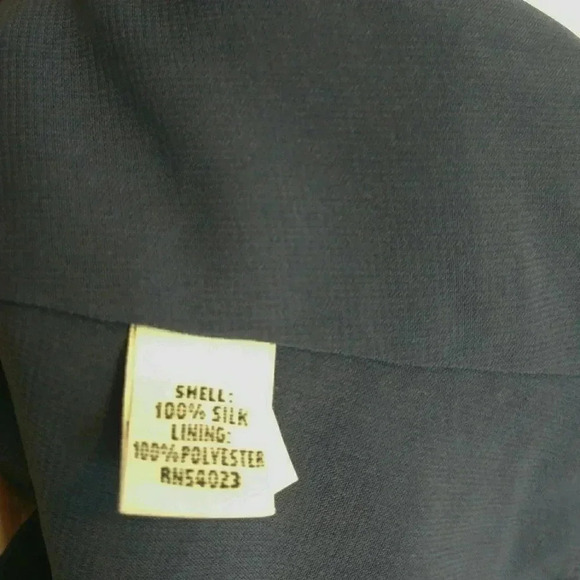 SHELL:
100% SILK
LINING:
100%POLYESTER
RN54023